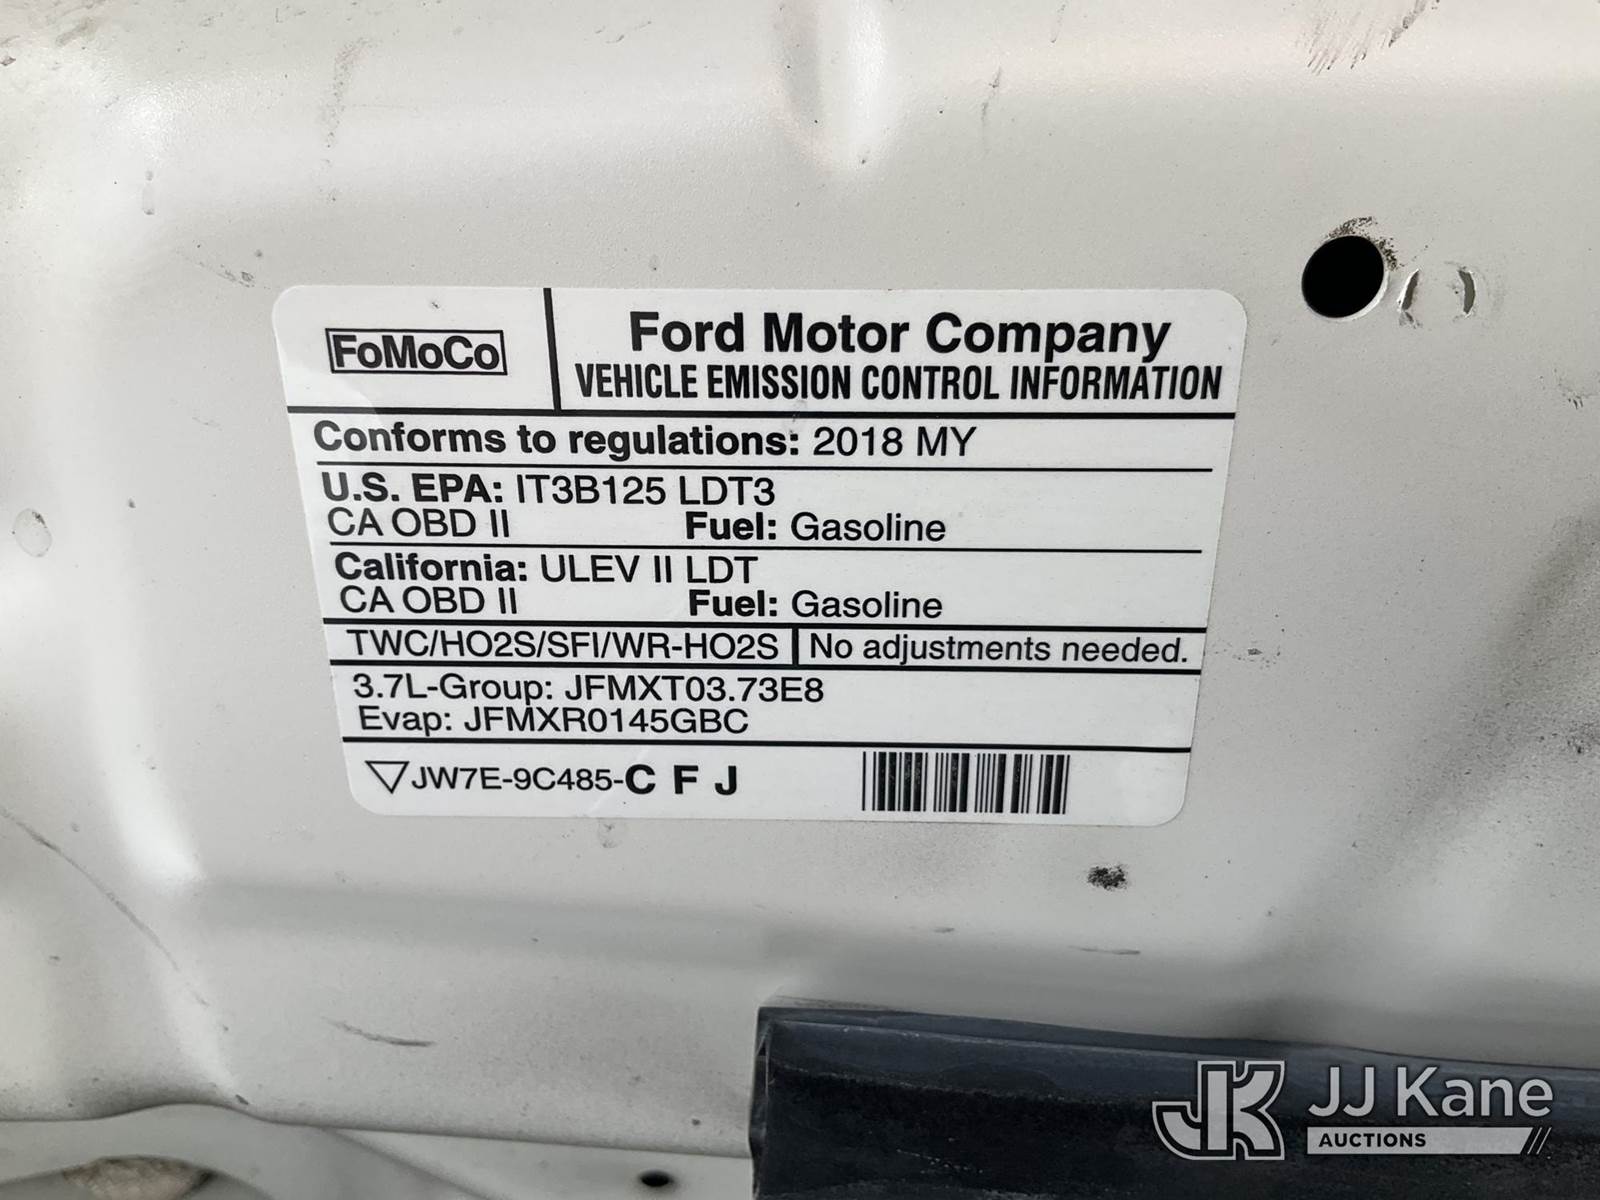 FoMoCo
Ford Motor Company
VEHICLE EMISSION CONTROL INFORMATION
Conforms to regulations: 2018 MY
U.S. EPA: IT3B125 LDT3
CA OBD II Fuel: Gasoline
California: ULEV II LDT
CA OBD II Fuel: Gasoline
TWC/HO2S/SFI/WR-HO2S No adjustments needed.
3.7L-Group: JFMXT03.73E8
Evap: JFMXR0145GBC
JW7E-9C485-C F J
JK JJ Kane
AUCTIONS